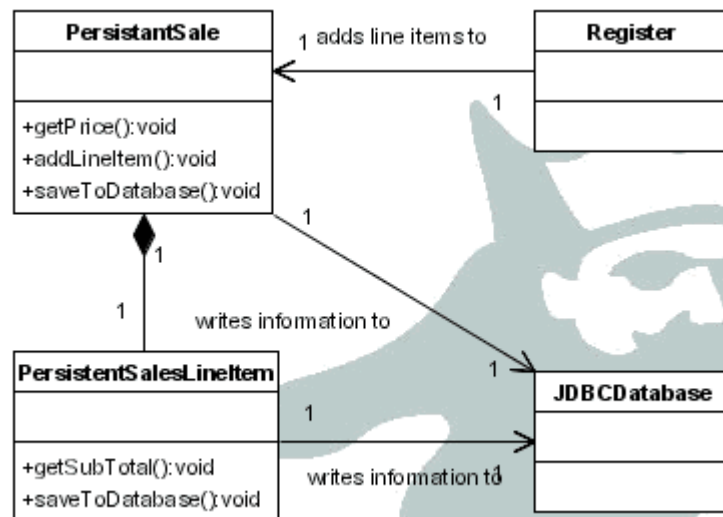 PersistantSale
+getPrice():void
+addLineItem():void
+saveToDatabase():void
1 adds line items to
1
Register
1
1
1
writes information to
1
1
PersistentSalesLineItem
+getSubTotal():void
+saveToDatabase():void
1
writes information to
1
JDBCDatabase